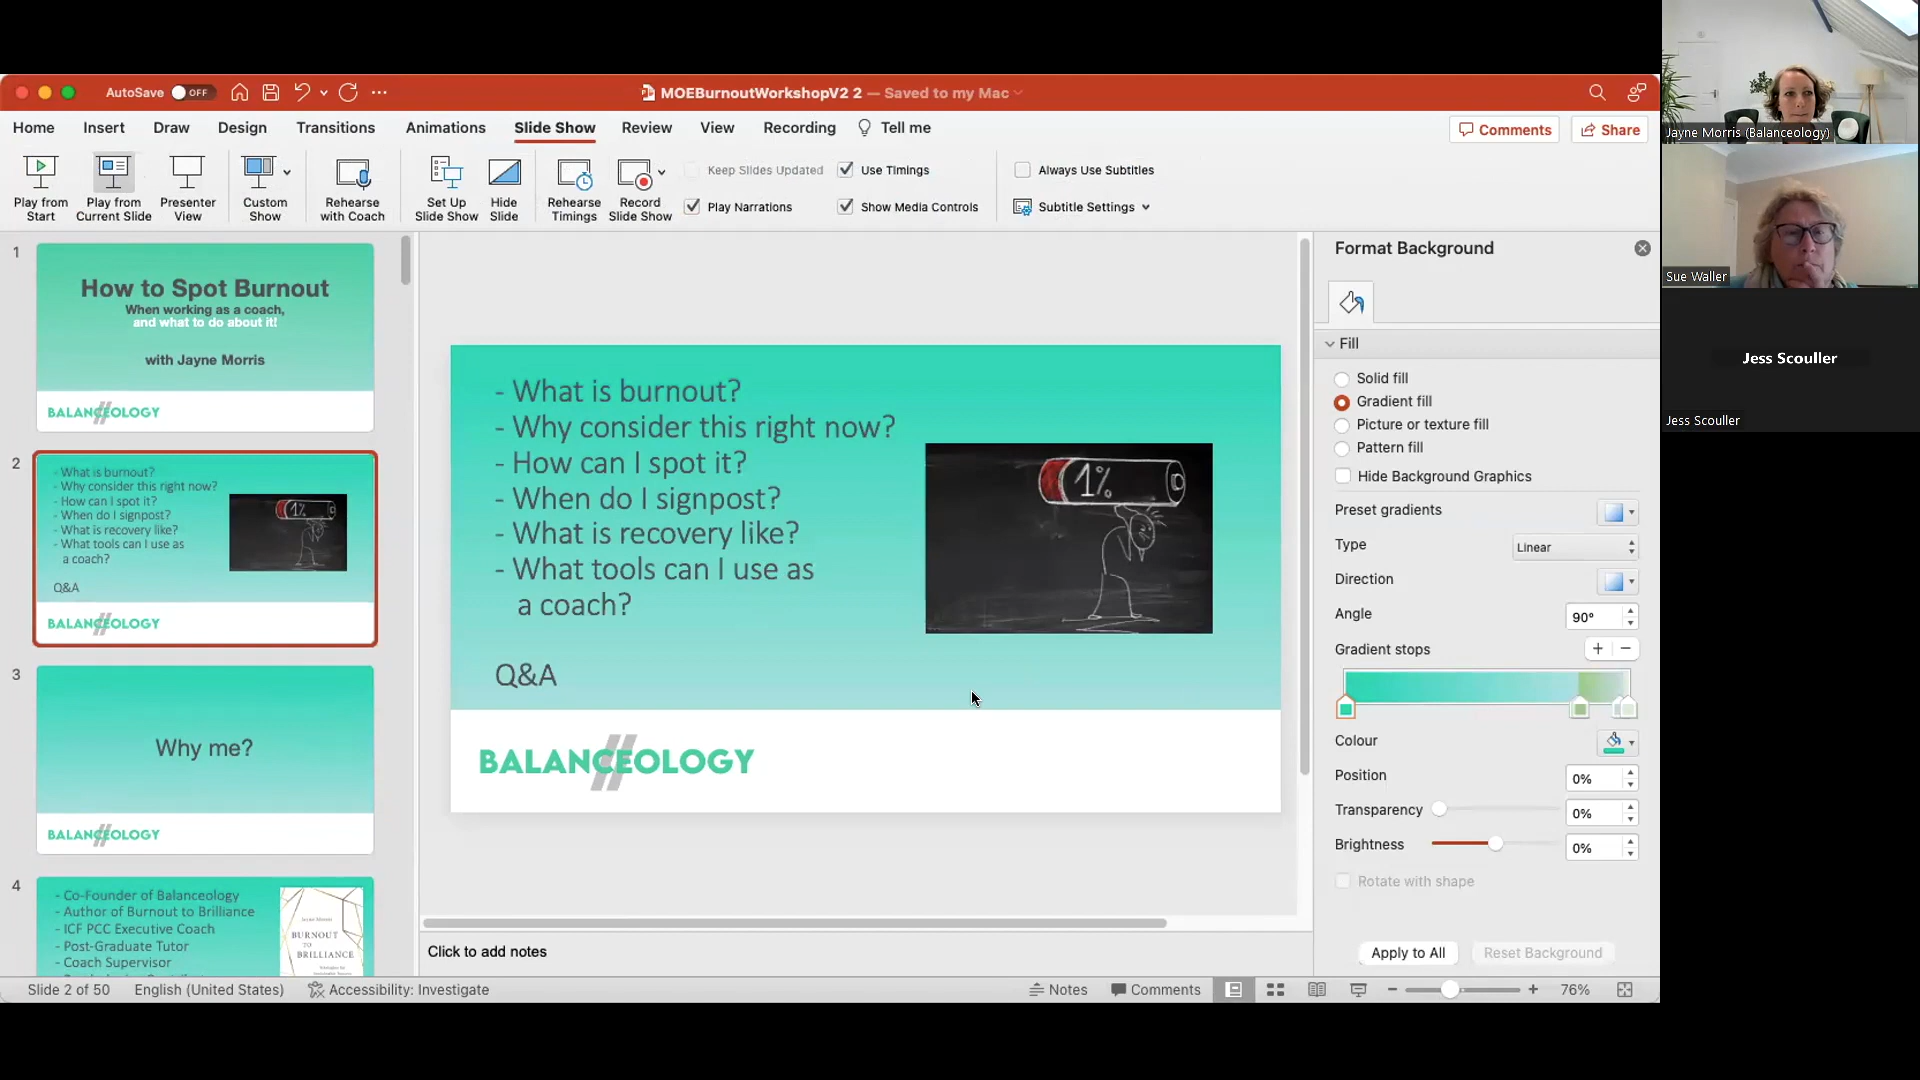 AutoSave OFF
MOEBurnoutWorkshopV2 2 — Saved to my Mac
Home Insert Draw Design Transitions Animations Slide Show Review View Recording Tell me
Comments Share
Play from Start
Play from Current Slide
Presenter View
Custom Show
Rehearse with Coach
Set Up Slide Show
Hide Slide
Rehearse Timings
Record Slide Show
Keep Slides Updated
Play Narrations
Use Timings
Show Media Controls
Always Use Subtitles
Subtitle Settings
1
How to Spot Burnout
When working as a coach,
and what to do about it!
with Jayne Morris
BALANCEOLOGY
2
- What is burnout?
- Why consider this right now?
- How can I spot it?
- When do I signpost?
- What is recovery like?
- What tools can I use as
a coach?
Q&A
1%
BALANCEOLOGY
3
Why me?
BALANCEOLOGY
4
- Co-Founder of Balanceology
- Author of Burnout to Brilliance
- ICF PCC Executive Coach
- Post-Graduate Tutor
- Coach Supervisor
Jayne Morris
BURNOUT
TO
BRILLIANCE
- What is burnout?
- Why consider this right now?
- How can I spot it?
- When do I signpost?
- What is recovery like?
- What tools can I use as
a coach?
Q&A
1%
BALANCEOLOGY
Click to add notes
Format Background
Fill
Solid fill
Gradient fill
Picture or texture fill
Pattern fill
Hide Background Graphics
Preset gradients
Type Linear
Direction
Angle 90°
Gradient stops + −
Colour
Position 0%
Transparency 0%
Brightness 0%
Rotate with shape
Apply to All Reset Background
Slide 2 of 50 English (United States) Accessibility: Investigate
Notes Comments − + 76%
Jayne Morris (Balanceology)
Sue Waller
Jess Scouller
Jess Scouller